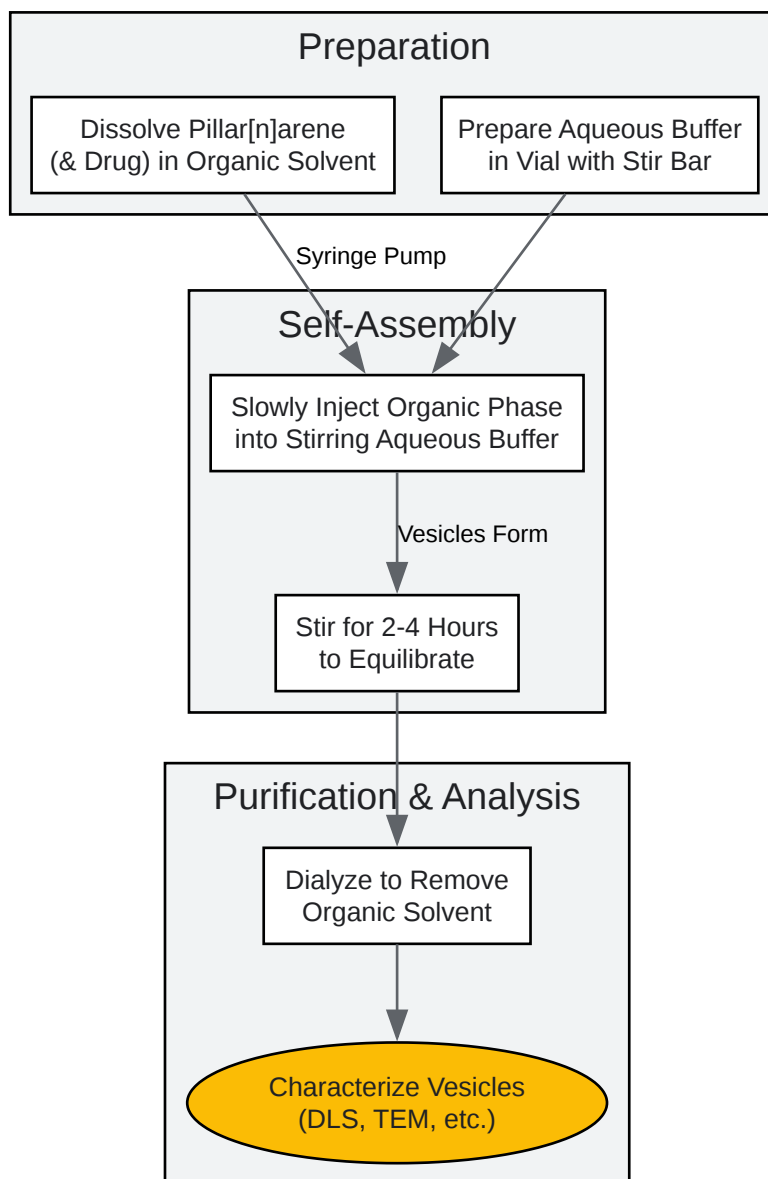 Preparation
Dissolve Pillar[n]arene
(& Drug) in Organic Solvent
Prepare Aqueous Buffer
in Vial with Stir Bar
Syringe Pump
Self-Assembly
Slowly Inject Organic Phase
into Stirring Aqueous Buffer
Vesicles Form
Stir for 2-4 Hours
to Equilibrate
Purification & Analysis
Dialyze to Remove
Organic Solvent
Characterize Vesicles
(DLS, TEM, etc.)